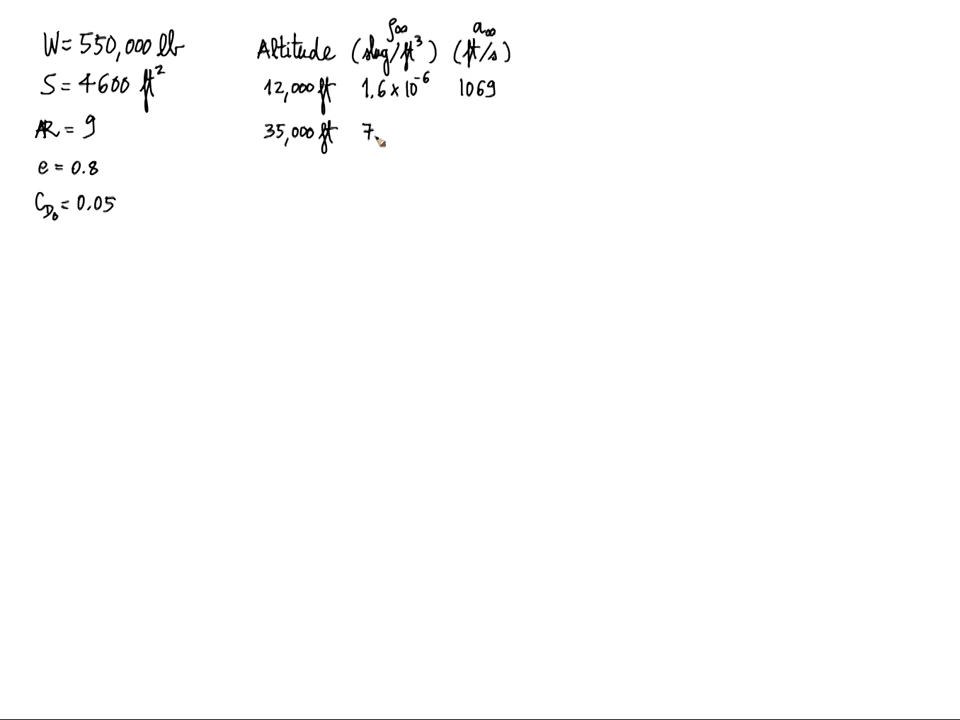 W = 550,000 lb
S = 4600 ft²
AR = 9
e = 0.8
C_D₀ = 0.05
ρ∞ a∞
Altitude (slug/ft³) (ft/s)
12,000 ft 1.6 × 10⁻⁶ 1069
35,000 ft 7.